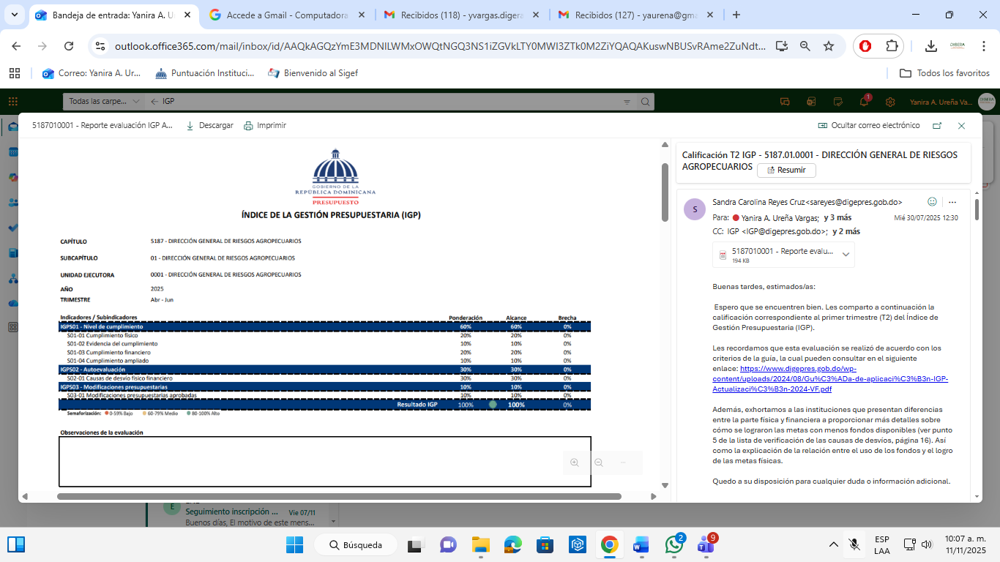 Bandeja de entrada: Yanira A. U
Accede a Gmail - Computadora
Recibidos (118) - yvargas.digera
Recibidos (127) - yaurena@gma
outlook.office365.com/mail/inbox/id/AAQkAGQzYmE3MDNlLWMxOWQtNGQ3NS1iZGVkLTY0MWI3ZTk0M2ZiYQAQAKuswNBUSvRAme2ZuNdt...
Correo: Yanira A. Ur...
Puntuación Instituci...
Bienvenido al Sigef
Todos los favoritos
Todas las carpe...
IGP
1
Yanira A. Ureña Va...
5187010001 - Reporte evaluación IGP A...
Descargar
Imprimir
Ocultar correo electrónico
GOBIERNO DE LA
REPÚBLICA DOMINICANA
PRESUPUESTO
ÍNDICE DE LA GESTIÓN PRESUPUESTARIA (IGP)
CAPÍTULO 5187 - DIRECCIÓN GENERAL DE RIESGOS AGROPECUARIOS
SUBCAPÍTULO 01 - DIRECCIÓN GENERAL DE RIESGOS AGROPECUARIOS
UNIDAD EJECUTORA 0001 - DIRECCIÓN GENERAL DE RIESGOS AGROPECUARIOS
AÑO 2025
TRIMESTRE Abr - Jun
Indicadores / Subindicadores Ponderación Alcance Brecha
IGPS01 - Nivel de cumplimiento 60% 60% 0%
S01-01 Cumplimiento físico 20% 20% 0%
S01-02 Evidencia del cumplimiento 10% 10% 0%
S01-03 Cumplimiento financiero 20% 20% 0%
S01-04 Cumplimiento ampliado 10% 10% 0%
IGPS02 - Autoevaluación 30% 30% 0%
S02-01 Causas de desvío físico financiero 30% 30% 0%
IGPS03 - Modificaciones presupuestarias 10% 10% 0%
S03-01 Modificaciones presupuestarias aprobadas 10% 10% 0%
Resultado IGP 100% 100% 0%
Semaforización: 0-59% Bajo 60-79% Medio 80-100% Alto
Observaciones de la evaluación
Calificación T2 IGP - 5187.01.0001 - DIRECCIÓN GENERAL DE RIESGOS
AGROPECUARIOS
Resumir
S
Sandra Carolina Reyes Cruz<sareyes@digepres.gob.do>
Para: Yanira A. Ureña Vargas; y 3 más
Mié 30/07/2025 12:30
CC: IGP <IGP@digepres.gob.do>; y 2 más
5187010001 - Reporte evalu...
194 KB
Buenas tardes, estimados/as:
Espero que se encuentren bien. Les comparto a continuación la
calificación correspondiente al primer trimestre (T2) del Índice de
Gestión Presupuestaria (IGP).
Les recordamos que esta evaluación se realizó de acuerdo con los
criterios de la guía, la cual pueden consultar en el siguiente
enlace: https://www.digepres.gob.do/wp-
content/uploads/2024/08/Gu%C3%ADa-de-aplicaci%C3%B3n-IGP-
Actualizaci%C3%B3n-2024-VF.pdf
Además, exhortamos a las instituciones que presentan diferencias
entre la parte física y financiera a proporcionar más detalles sobre
cómo se lograron las metas con menos fondos disponibles (ver punto
5 de la lista de verificación de las causas de desvíos, página 16). Así
como la explicación de la relación entre el uso de los fondos y el logro
de las metas físicas.
Quedo a su disposición para cualquier duda o información adicional.
E
Seguimiento inscripción ... Vie 07/11
Buenos días, El motivo de este mens...
Búsqueda
2
9
ESP
LAA
10:07 a. m.
11/11/2025